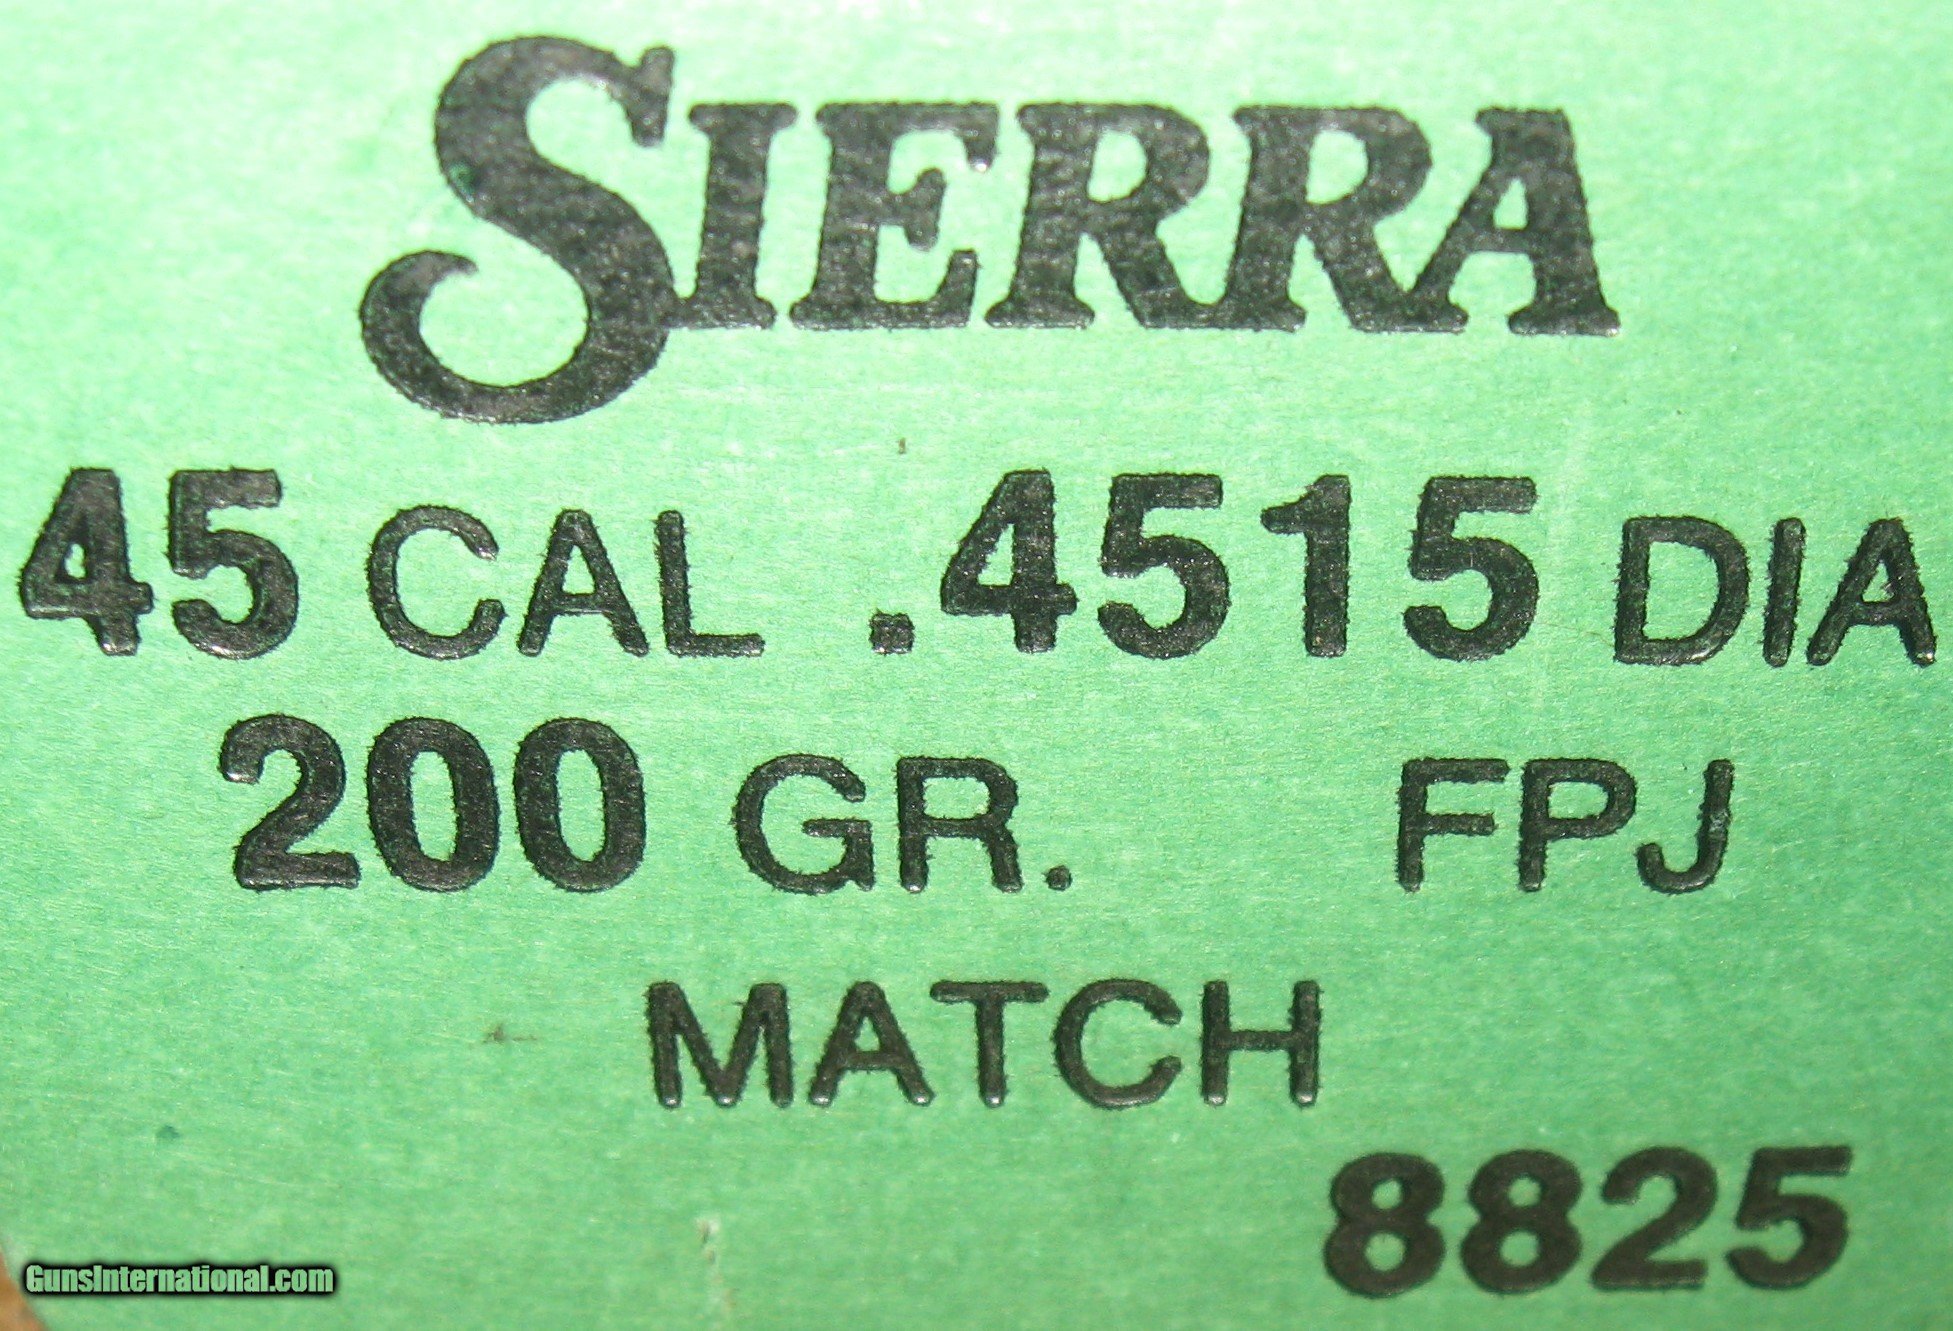 SIERRA
45 CAL .4515 DIA
200 GR. FPJ
MATCH
8825
GunsInternational.com